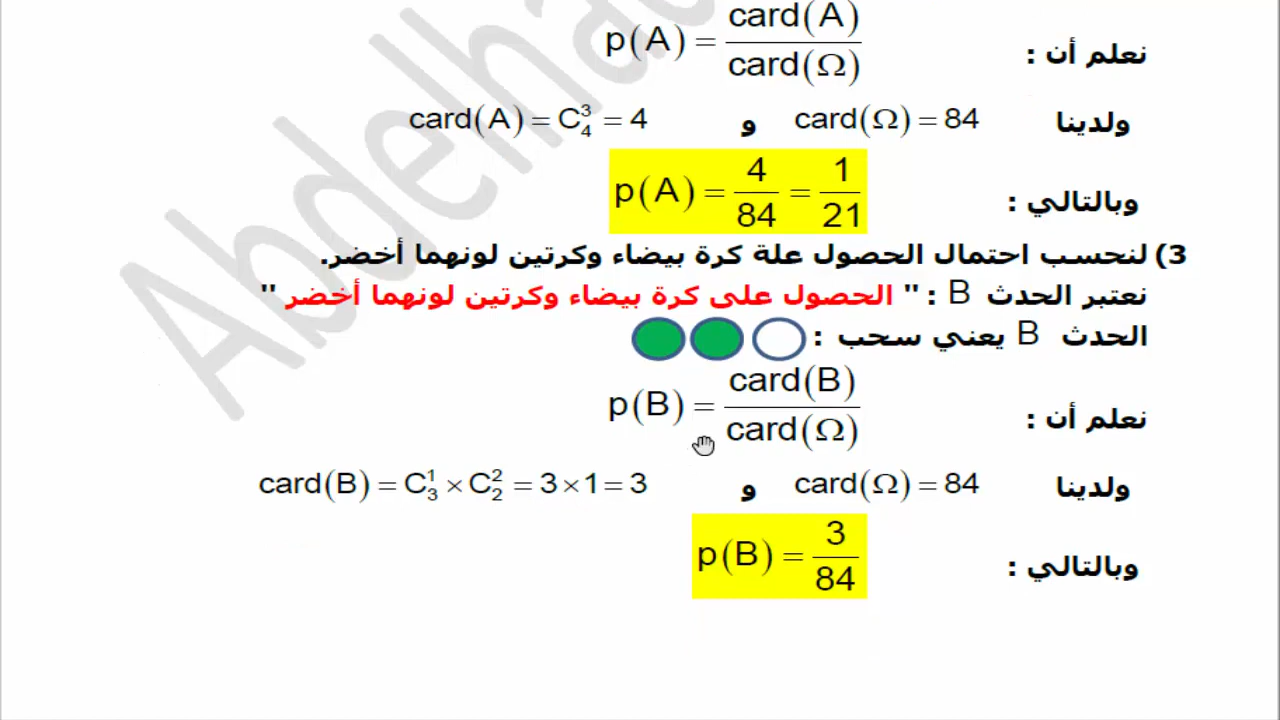 نعلم أن : p(A) = card(A) / card(Ω)
ولدينا card(Ω) = 84 و card(A) = C₄³ = 4
وبالتالي : p(A) = 4/84 = 1/21
3) لنحسب احتمال الحصول علة كرة بيضاء وكرتين لونهما أخضر.
نعتبر الحدث B : " الحصول على كرة بيضاء وكرتين لونهما أخضر "
الحدث B يعني سحب :
نعلم أن : p(B) = card(B) / card(Ω)
ولدينا card(Ω) = 84 و card(B) = C₃¹ × C₂² = 3×1 = 3
وبالتالي : p(B) = 3/84